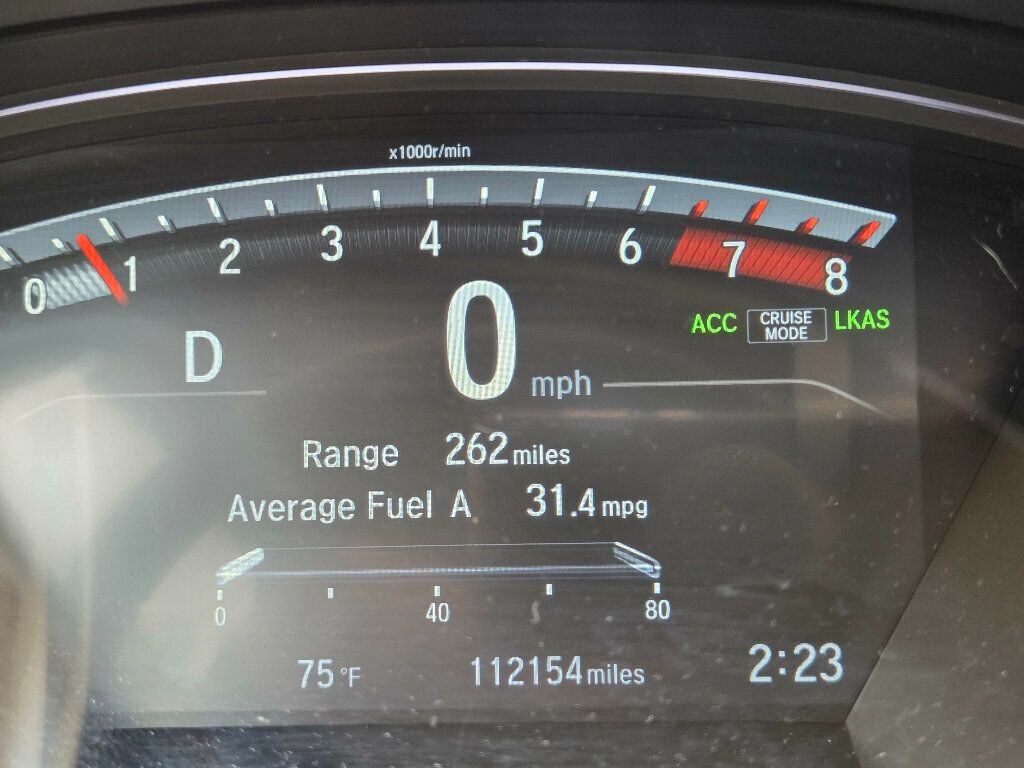 x1000r/min
0 1 2 3 4 5 6 7 8
D 0 mph ACC CRUISE MODE LKAS
Range 262 miles
Average Fuel A 31.4 mpg
0 40 80
75 °F 112154 miles 2:23